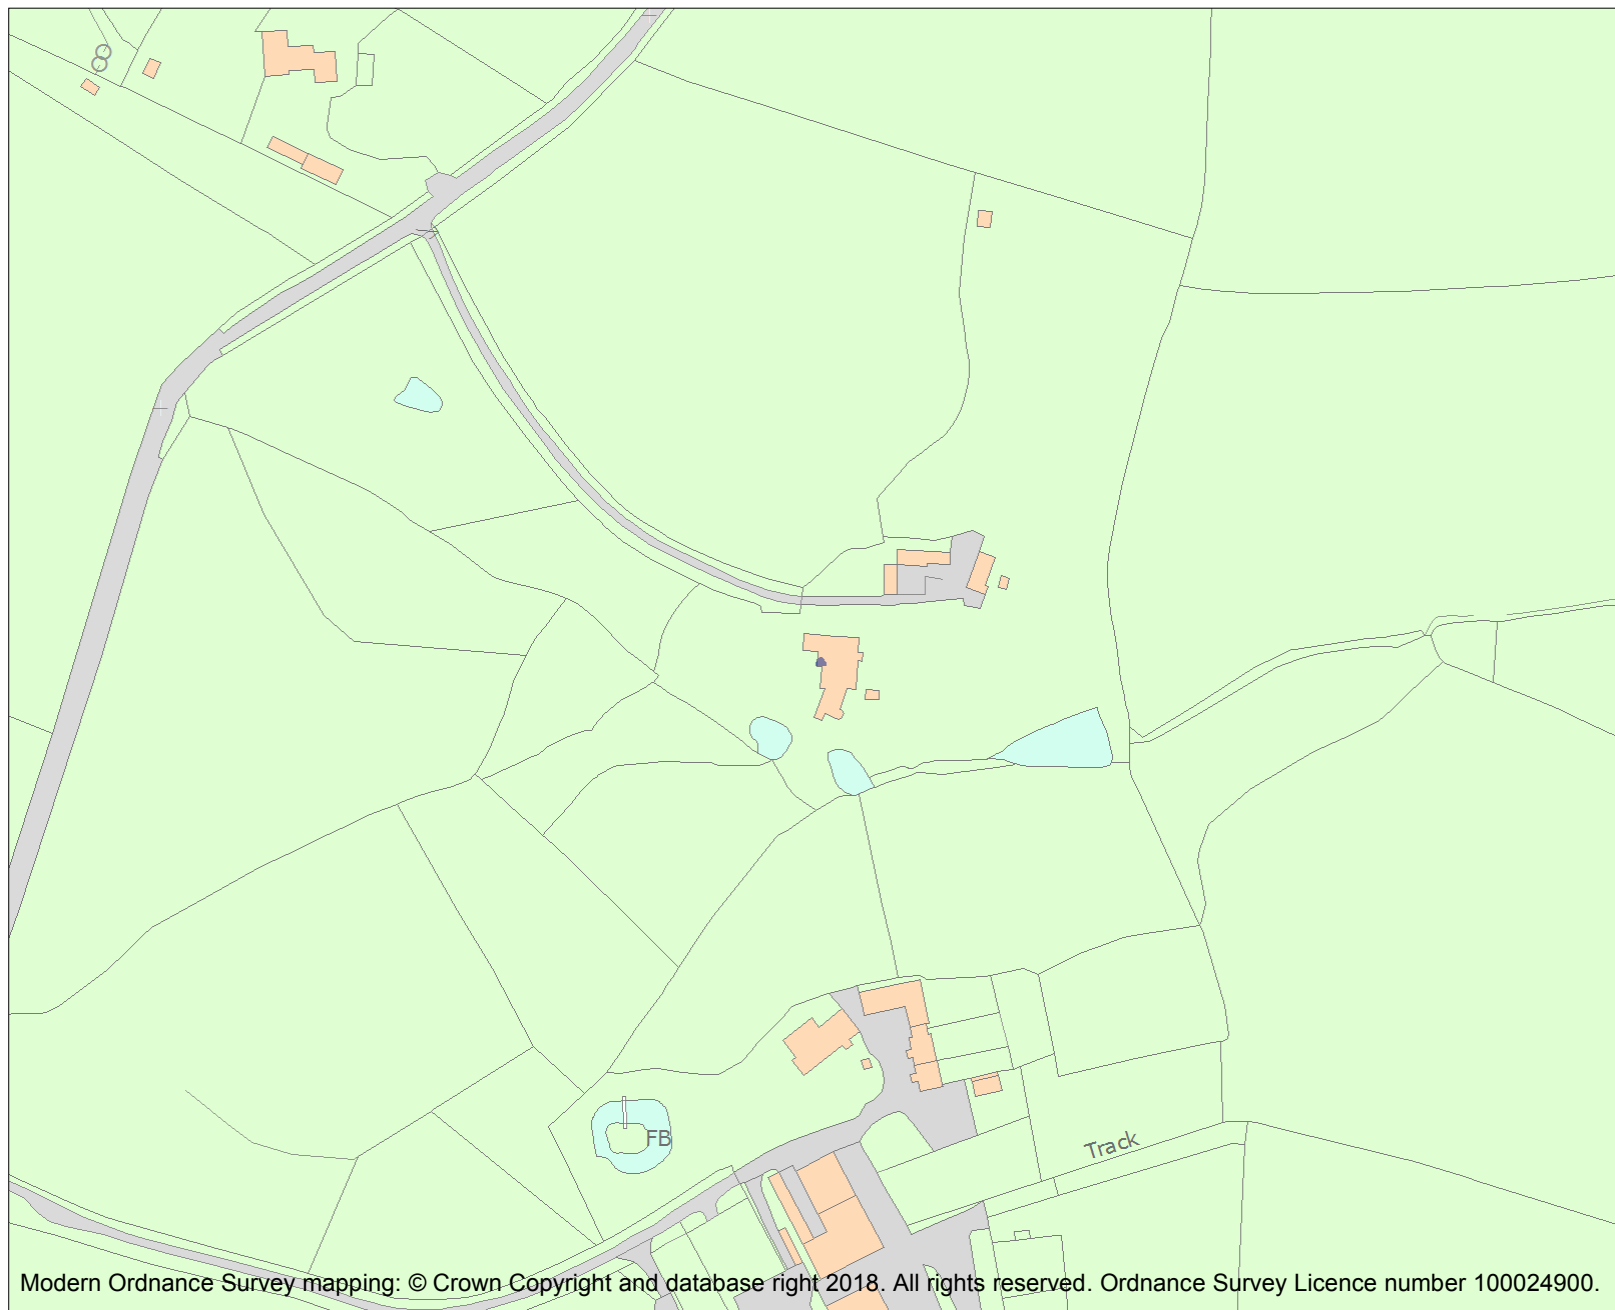 FB
Track
Modern Ordnance Survey mapping: © Crown Copyright and database right 2018. All rights reserved. Ordnance Survey Licence number 100024900.